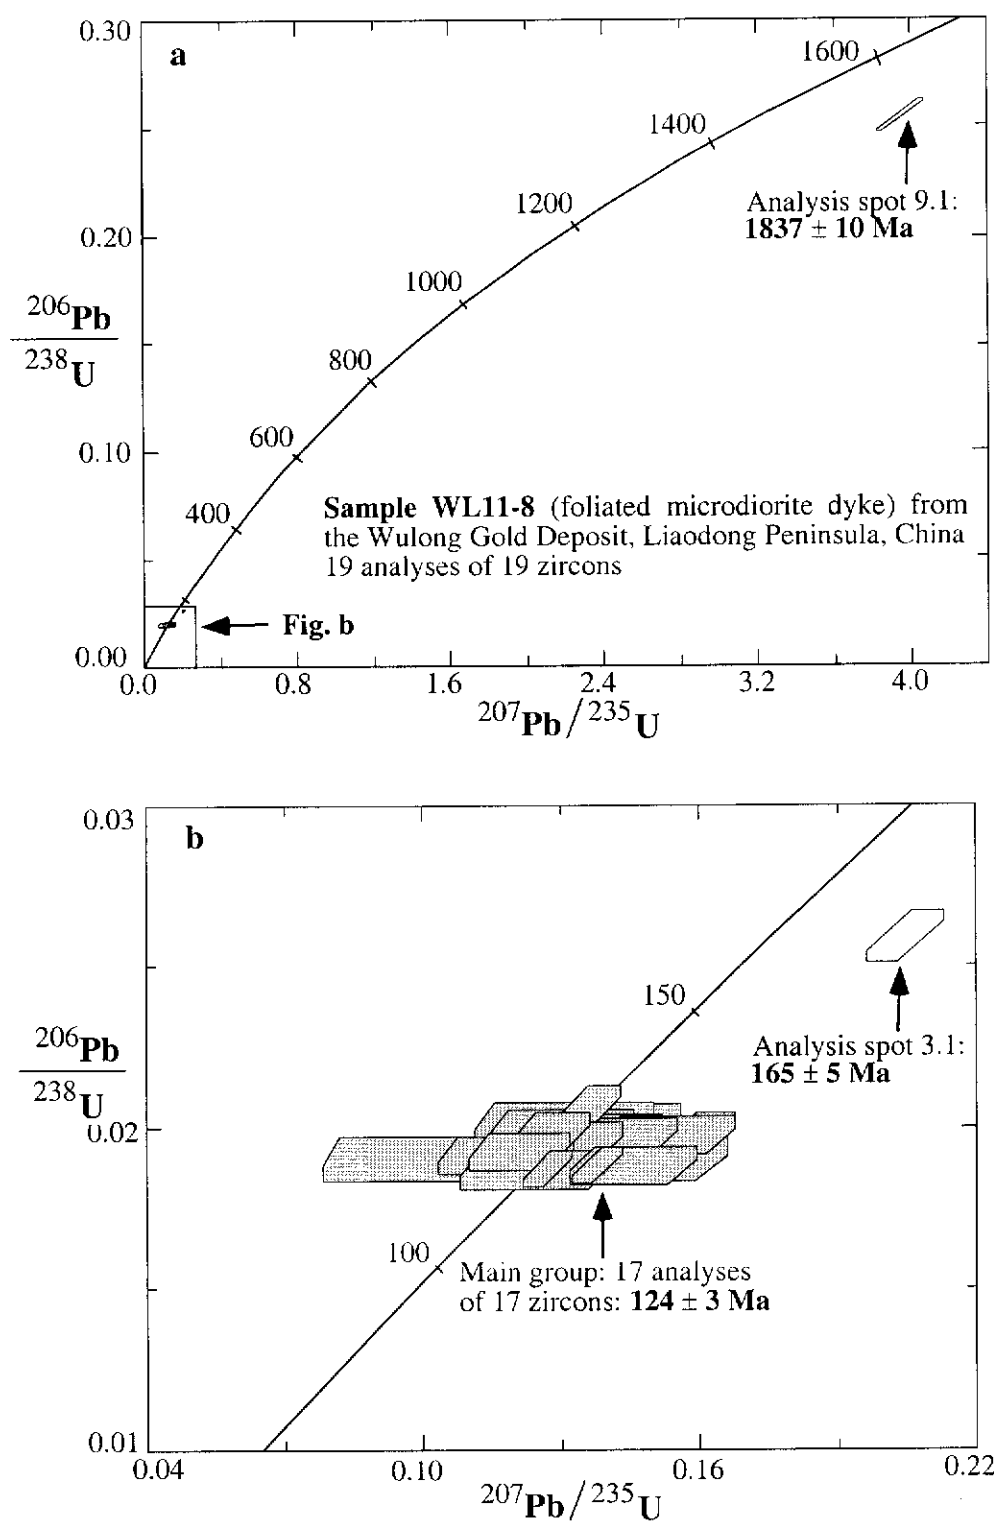 0.30
a
1600
1400
Analysis spot 9.1:
1837 ± 10 Ma
1200
0.20
1000
206Pb
238U
800
600
0.10
400
Sample WL11-8 (foliated microdiorite dyke) from
the Wulong Gold Deposit, Liaodong Peninsula, China
19 analyses of 19 zircons
Fig. b
0.00
0.0 0.8 1.6 2.4 3.2 4.0
207Pb/235U
0.03
b
150
206Pb
238U
Analysis spot 3.1:
165 ± 5 Ma
0.02
100
Main group: 17 analyses
of 17 zircons: 124 ± 3 Ma
0.01
0.04 0.10 0.16 0.22
207Pb/235U